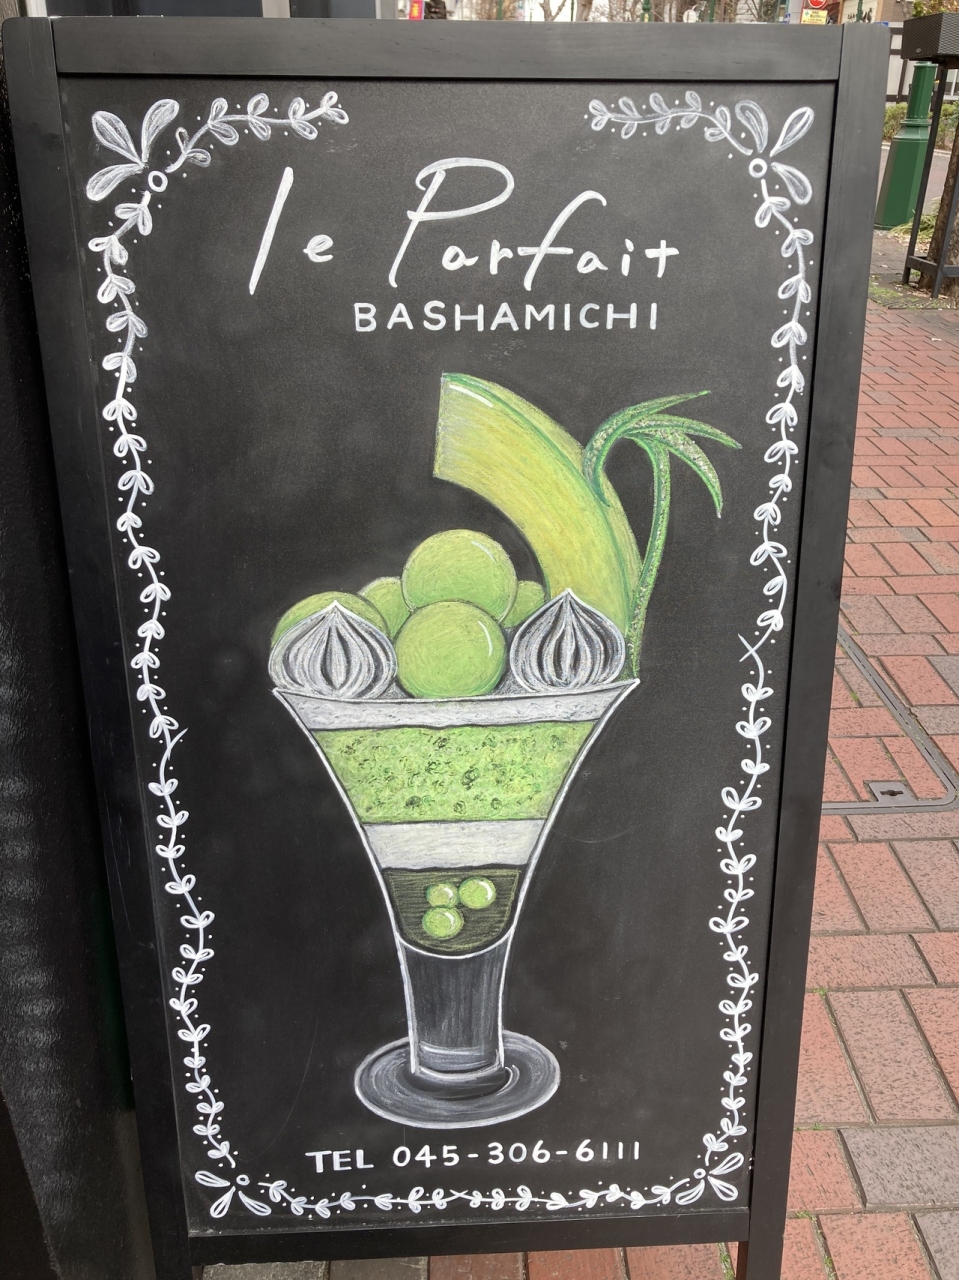 le Parfait
BASHAMICHI
TEL 045-306-6111